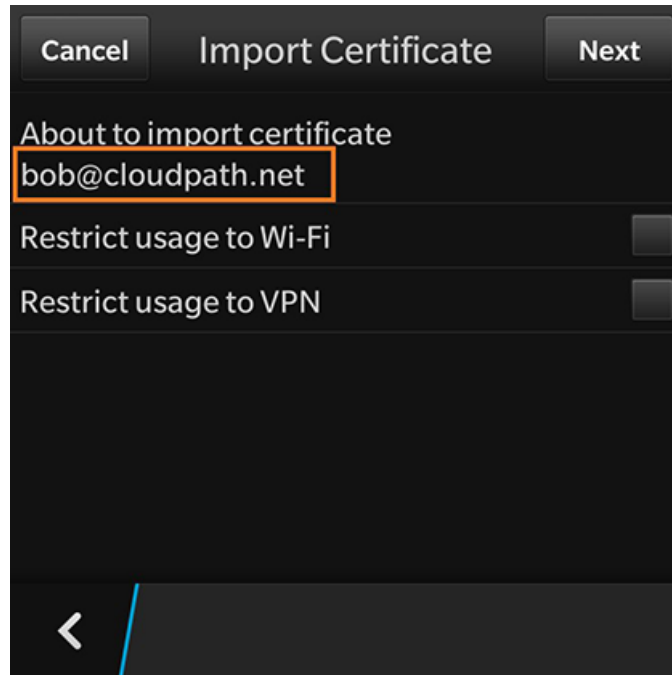 Cancel Import Certificate Next
About to import certificate
bob@cloudpath.net
Restrict usage to Wi-Fi
Restrict usage to VPN